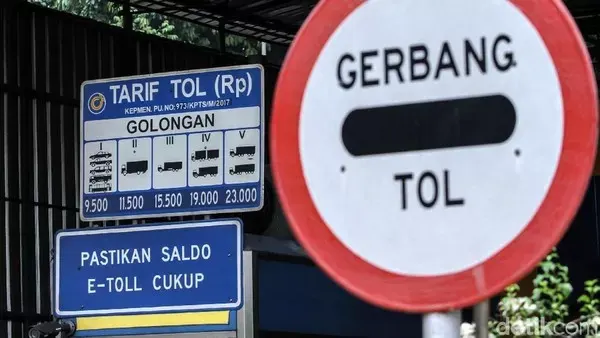 TARIF TOL (Rp)
KEPMEN. PU.NO:973/KPTS/M/2017
GOLONGAN
I II III IV V
9.500 11.500 15.500 19.000 23.000
PASTIKAN SALDO
E-TOLL CUKUP
GERBANG
TOL
detikcom